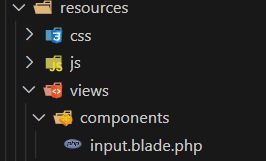 resources
css
js
views
components
input.blade.php